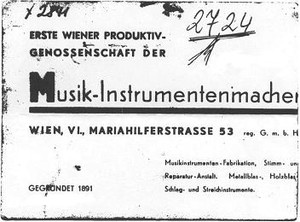 x 2841
2724
ERSTE WIENER PRODUKTIV-
GENOSSENSCHAFT DER
Musik-Instrumentenmacher
WIEN, VI., MARIAHILFERSTRASSE 53 reg. G. m. b. H
Musikinstrumenten-Fabrikation, Stimm- und
Reparatur-Anstalt. Metallblas-, Holzblas-
GEGRÜNDET 1891 Schlag- und Streichinstrumente.